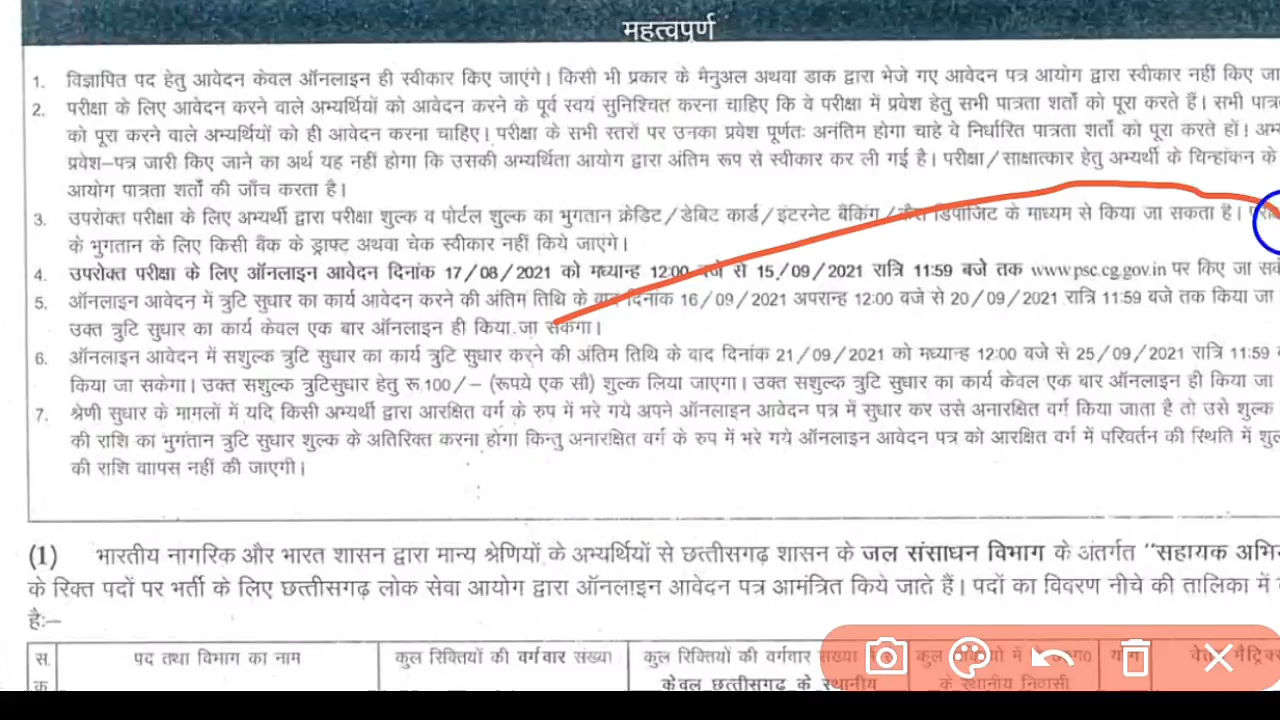 महत्वपूर्ण
1. विज्ञापित पद हेतु आवेदन केवल ऑनलाइन ही स्वीकार किए जाएंगे। किसी भी प्रकार के मैनुअल अथवा डाक द्वारा भेजे गए आवेदन पत्र आयोग द्वारा स्वीकार नहीं किए जा
2. परीक्षा के लिए आवेदन करने वाले अभ्यर्थियों को आवेदन करने के पूर्व स्वयं सुनिश्चित करना चाहिए कि वे परीक्षा में प्रवेश हेतु सभी पात्रता शर्तो को पूरा करते हैं। सभी
को पूरा करने वाले अभ्यर्थियों को ही आवेदन करना चाहिए। परीक्षा के सभी स्तरों पर उनका प्रवेश पूर्णतः अनंतिम होगा चाहे वे निर्धारित पात्रता शर्तो को पूरा करते हों।
प्रवेश–पत्र जारी किए जाने का अर्थ यह नहीं होगा कि उसकी अभ्यर्थिता आयोग द्वारा अंतिम रूप से स्वीकार कर ली गई है। परीक्षा/साक्षात्कार हेतु अभ्यर्थी के चिन्हांकन के
आयोग पात्रता शर्तो की जाँच करता है।
3. उपरोक्त परीक्षा के लिए अभ्यर्थी द्वारा परीक्षा शुल्क व पोर्टल शुल्क का भुगतान क्रेडिट/डेबिट कार्ड/इंटरनेट बैंकिंग/कैश डिपॉजिट के माध्यम से किया जा सकता है।
के भुगतान के लिए किसी बैंक के ड्राफ्ट अथवा चेक स्वीकार नहीं किये जाएंगे।
4. उपरोक्त परीक्षा के लिए ऑनलाइन आवेदन दिनांक 17/08/2021 को मध्यान्ह 12:00 बजे से 15/09/2021 रात्रि 11:59 बजे तक www.psc.cg.gov.in पर किए जा
5. ऑनलाइन आवेदन में त्रुटि सुधार का कार्य आवेदन करने की अंतिम तिथि के बाद दिनांक 16/09/2021 अपरान्ह 12:00 बजे से 20/09/2021 रात्रि 11:59 बजे तक किया जा
उक्त त्रुटि सुधार का कार्य केवल एक बार ऑनलाइन ही किया जा सकेगा।
6. ऑनलाइन आवेदन में सशुल्क त्रुटि सुधार का कार्य त्रुटि सुधार करने की अंतिम तिथि के बाद दिनांक 21/09/2021 को मध्यान्ह 12:00 बजे से 25/09/2021 रात्रि 11:59
किया जा सकेगा। उक्त सशुल्क त्रुटिसुधार हेतु रू.100/– (रूपये एक सौ) शुल्क लिया जाएगा। उक्त सशुल्क त्रुटि सुधार का कार्य केवल एक बार ऑनलाइन ही किया जा
7. श्रेणी सुधार के मामलों में यदि किसी अभ्यर्थी द्वारा आरक्षित वर्ग के रुप में भरे गये अपने ऑनलाइन आवेदन पत्र में सुधार कर उसे अनारक्षित वर्ग किया जाता है तो उसे शुल्क
की राशि का भुगतान त्रुटि सुधार शुल्क के अतिरिक्त करना होगा किन्तु अनारक्षित वर्ग के रुप में भरे गये ऑनलाइन आवेदन पत्र को आरक्षित वर्ग में परिवर्तन की स्थिति में
की राशि वाापस नहीं की जाएगी।
(1) भारतीय नागरिक और भारत शासन द्वारा मान्य श्रेणियों के अभ्यर्थियों से छत्तीसगढ़ शासन के जल संसाधन विभाग के अंतर्गत “सहायक
के रिक्त पदों पर भर्ती के लिए छत्तीसगढ़ लोक सेवा आयोग द्वारा ऑनलाइन आवेदन पत्र आमंत्रित किये जाते हैं। पदों का विवरण नीचे की तालिका में
है:–
स. पद तथा विभाग का नाम कुल रिक्तियों की वर्गवार संख्या कुल रिक्तियों की वर्गवार संख्या
क केवल छत्तीसगढ़ के स्थानीय के स्थानीय निवासी